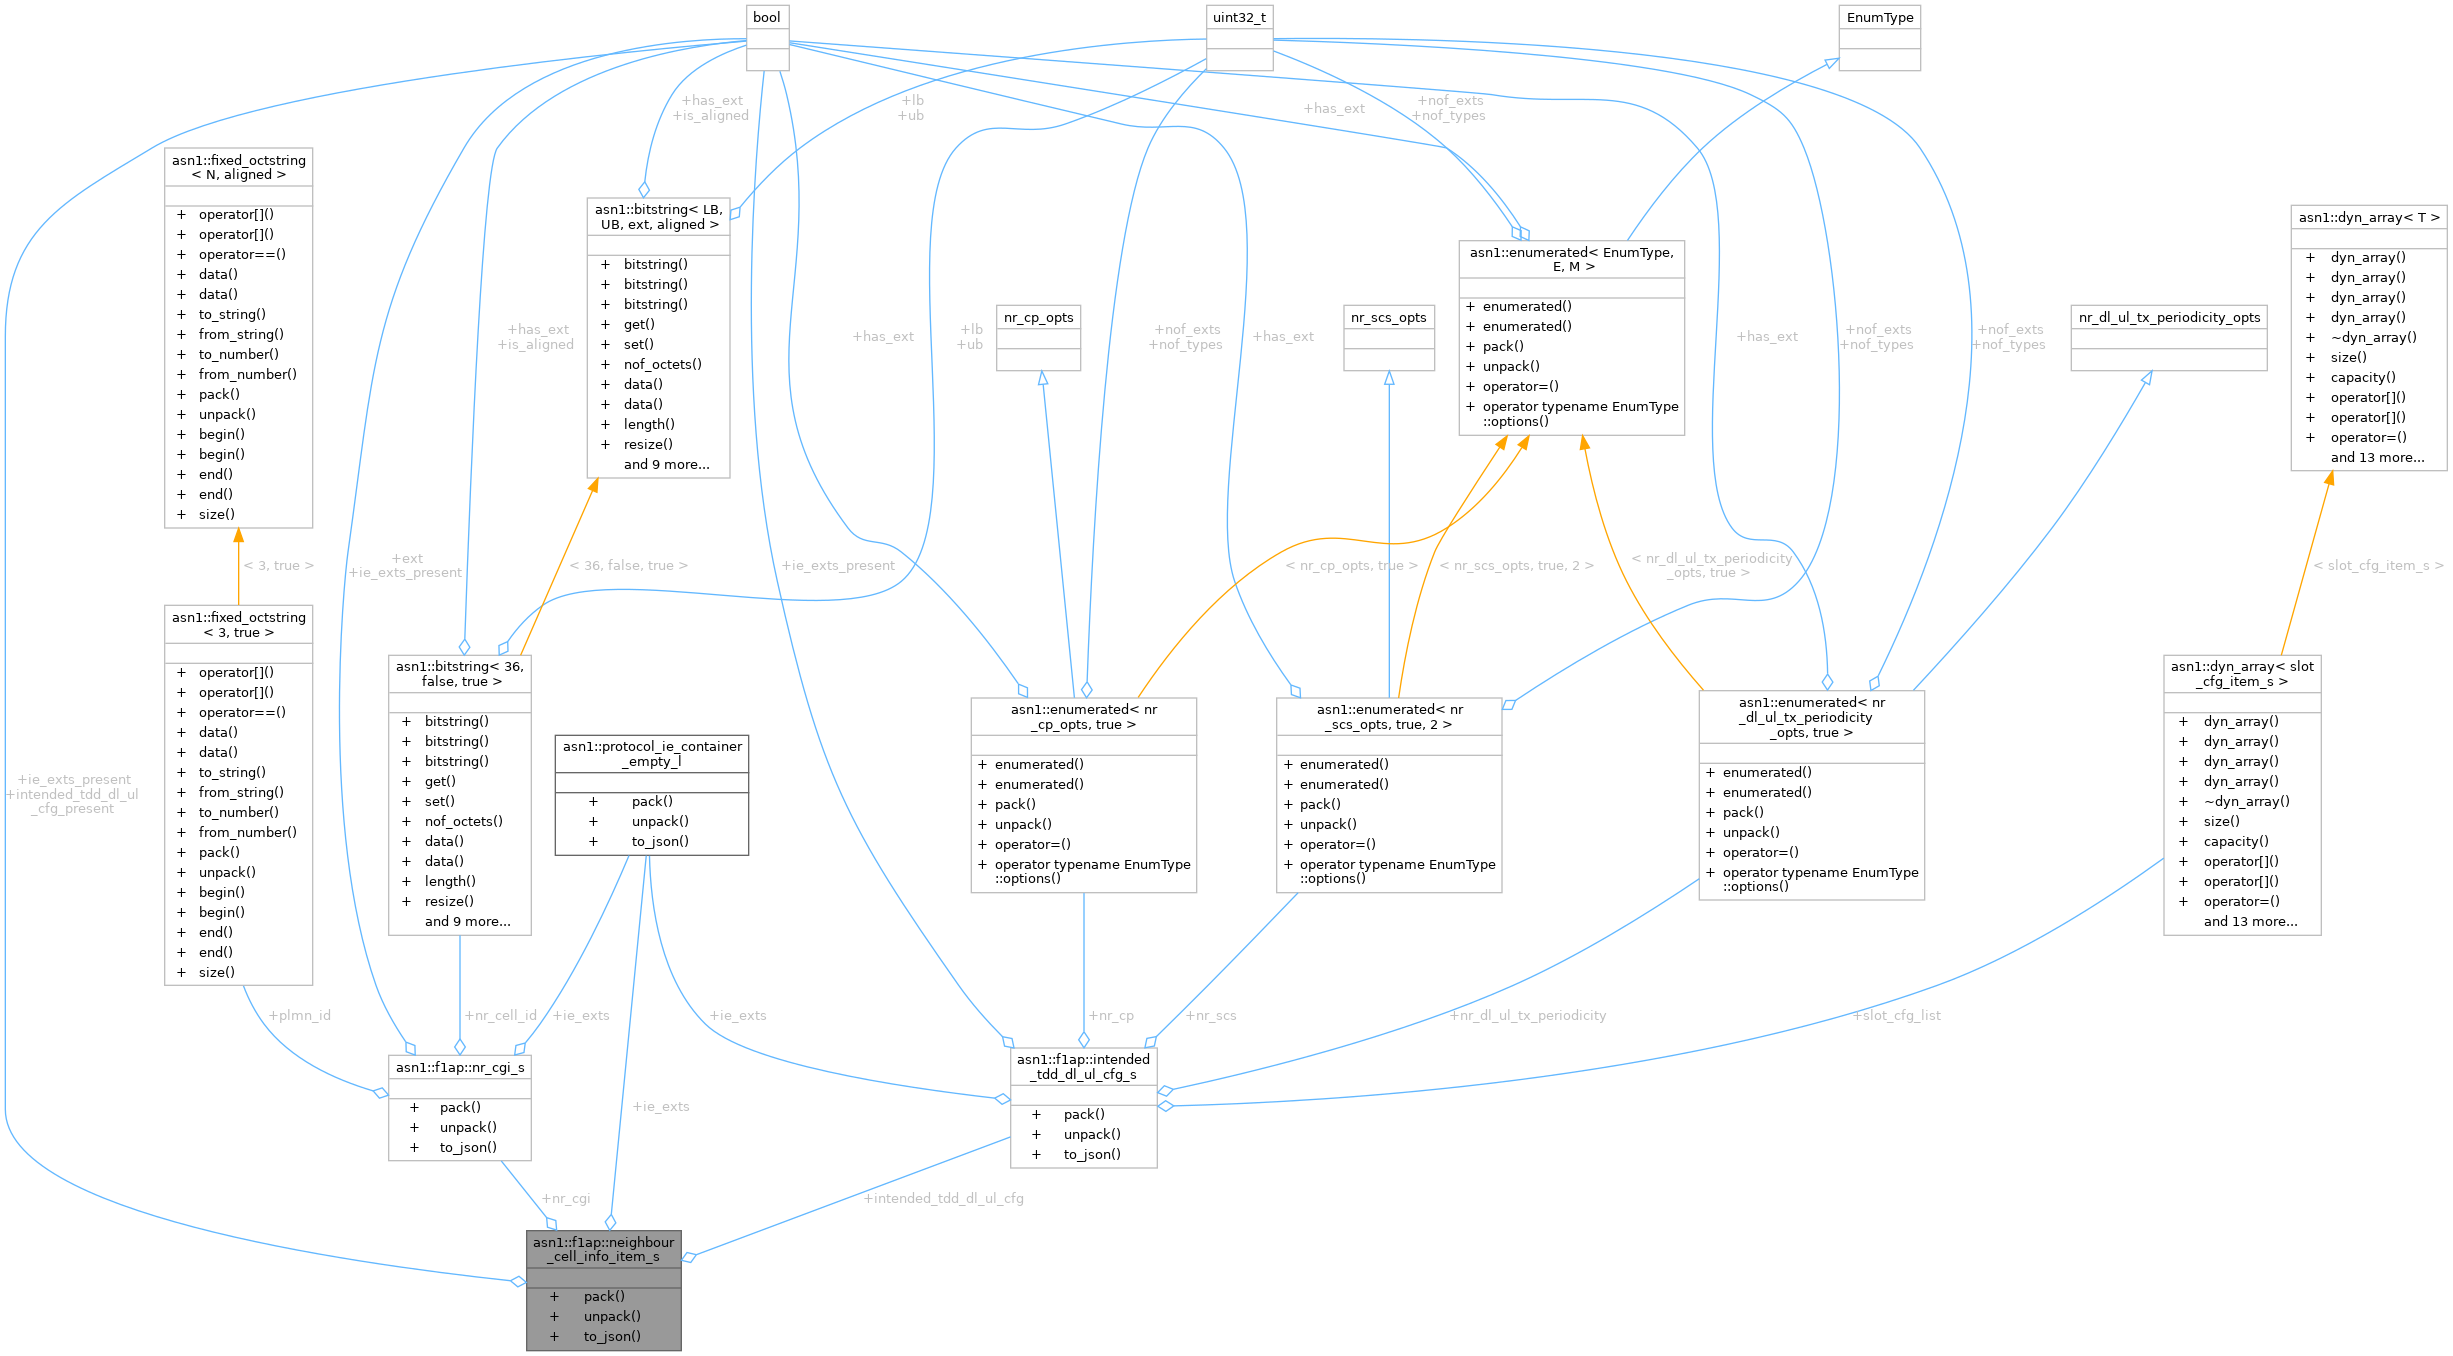 bool
uint32_t
EnumType
+has_ext
+is_aligned
+lb
+ub
+has_ext
+nof_exts
+nof_types
asn1::fixed_octstring
< N, aligned >
+ operator[]()
+ operator[]()
+ operator==()
+ data()
+ data()
+ to_string()
+ from_string()
+ to_number()
+ from_number()
+ pack()
+ unpack()
+ begin()
+ begin()
+ end()
+ end()
+ size()
asn1::bitstring< LB,
UB, ext, aligned >
+ bitstring()
+ bitstring()
+ bitstring()
+ get()
+ set()
+ nof_octets()
+ data()
+ data()
+ length()
+ resize()
and 9 more...
asn1::enumerated< EnumType,
E, M >
+ enumerated()
+ enumerated()
+ pack()
+ unpack()
+ operator=()
+ operator typename EnumType
::options()
asn1::dyn_array< T >
+ dyn_array()
+ dyn_array()
+ dyn_array()
+ dyn_array()
+ ~dyn_array()
+ size()
+ capacity()
+ operator[]()
+ operator[]()
+ operator=()
and 13 more...
nr_cp_opts
nr_scs_opts
nr_dl_ul_tx_periodicity_opts
+has_ext
+is_aligned
+has_ext
+lb
+ub
+nof_exts
+nof_types
+has_ext
+has_ext
+nof_exts
+nof_types
+nof_exts
+nof_types
< 3, true >
+ext
+ie_exts_present
< 36, false, true >
+ie_exts_present
< nr_cp_opts, true >
< nr_scs_opts, true, 2 >
< nr_dl_ul_tx_periodicity
_opts, true >
< slot_cfg_item_s >
asn1::fixed_octstring
< 3, true >
+ operator[]()
+ operator[]()
+ operator==()
+ data()
+ data()
+ to_string()
+ from_string()
+ to_number()
+ from_number()
+ pack()
+ unpack()
+ begin()
+ begin()
+ end()
+ end()
+ size()
asn1::bitstring< 36,
false, true >
+ bitstring()
+ bitstring()
+ bitstring()
+ get()
+ set()
+ nof_octets()
+ data()
+ data()
+ length()
+ resize()
and 9 more...
asn1::protocol_ie_container
_empty_l
+ pack()
+ unpack()
+ to_json()
asn1::enumerated< nr
_cp_opts, true >
+ enumerated()
+ enumerated()
+ pack()
+ unpack()
+ operator=()
+ operator typename EnumType
::options()
asn1::enumerated< nr
_scs_opts, true, 2 >
+ enumerated()
+ enumerated()
+ pack()
+ unpack()
+ operator=()
+ operator typename EnumType
::options()
asn1::enumerated< nr
_dl_ul_tx_periodicity
_opts, true >
+ enumerated()
+ enumerated()
+ pack()
+ unpack()
+ operator=()
+ operator typename EnumType
::options()
asn1::dyn_array< slot
_cfg_item_s >
+ dyn_array()
+ dyn_array()
+ dyn_array()
+ dyn_array()
+ ~dyn_array()
+ size()
+ capacity()
+ operator[]()
+ operator[]()
+ operator=()
and 13 more...
+ie_exts_present
+intended_tdd_dl_ul
_cfg_present
+plmn_id
+nr_cell_id
+ie_exts
+ie_exts
+nr_cp
+nr_scs
+nr_dl_ul_tx_periodicity
+slot_cfg_list
asn1::f1ap::nr_cgi_s
+ pack()
+ unpack()
+ to_json()
+ie_exts
asn1::f1ap::intended
_tdd_dl_ul_cfg_s
+ pack()
+ unpack()
+ to_json()
+nr_cgi
+intended_tdd_dl_ul_cfg
asn1::f1ap::neighbour
_cell_info_item_s
+ pack()
+ unpack()
+ to_json()